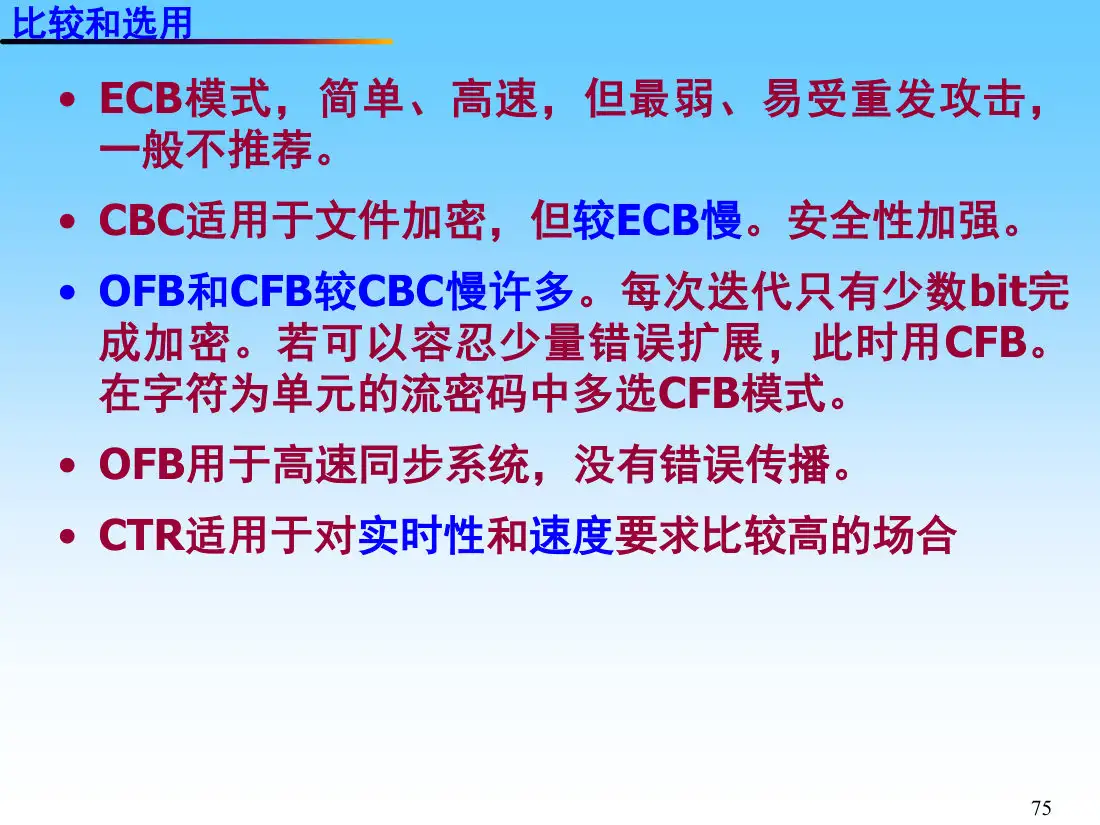 比较和选用
• ECB模式，简单、高速，但最弱、易受重发攻击，
一般不推荐。
• CBC适用于文件加密，但较ECB慢。安全性加强。
• OFB和CFB较CBC慢许多。每次迭代只有少数bit完
成加密。若可以容忍少量错误扩展，此时用CFB。
在字符为单元的流密码中多选CFB模式。
• OFB用于高速同步系统，没有错误传播。
• CTR适用于对实时性和速度要求比较高的场合
75